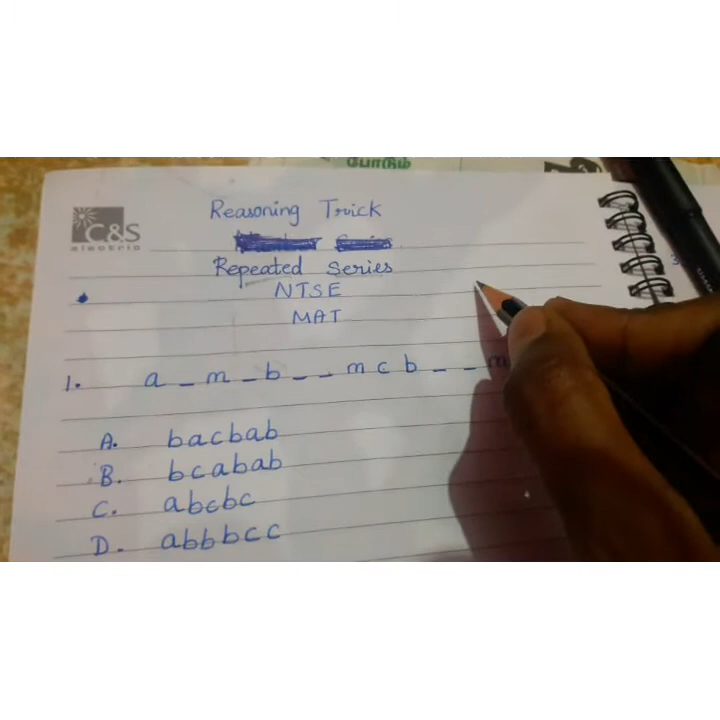 போடும்
C&S
electric
Reasoning Trick
Repeated Series
NTSE
MAT
1. a _ m _ b _ _ m c b _ _ m
A. bacbab
B. bcabab
C. abcbc
D. abbbcc